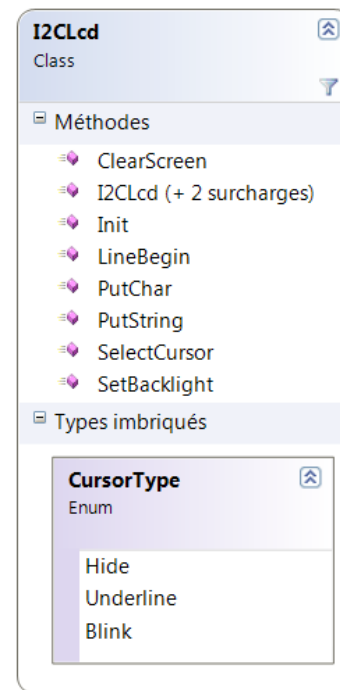 I2CLcd
Class
Méthodes
ClearScreen
I2CLcd (+ 2 surcharges)
Init
LineBegin
PutChar
PutString
SelectCursor
SetBacklight
Types imbriqués
CursorType
Enum
Hide
Underline
Blink